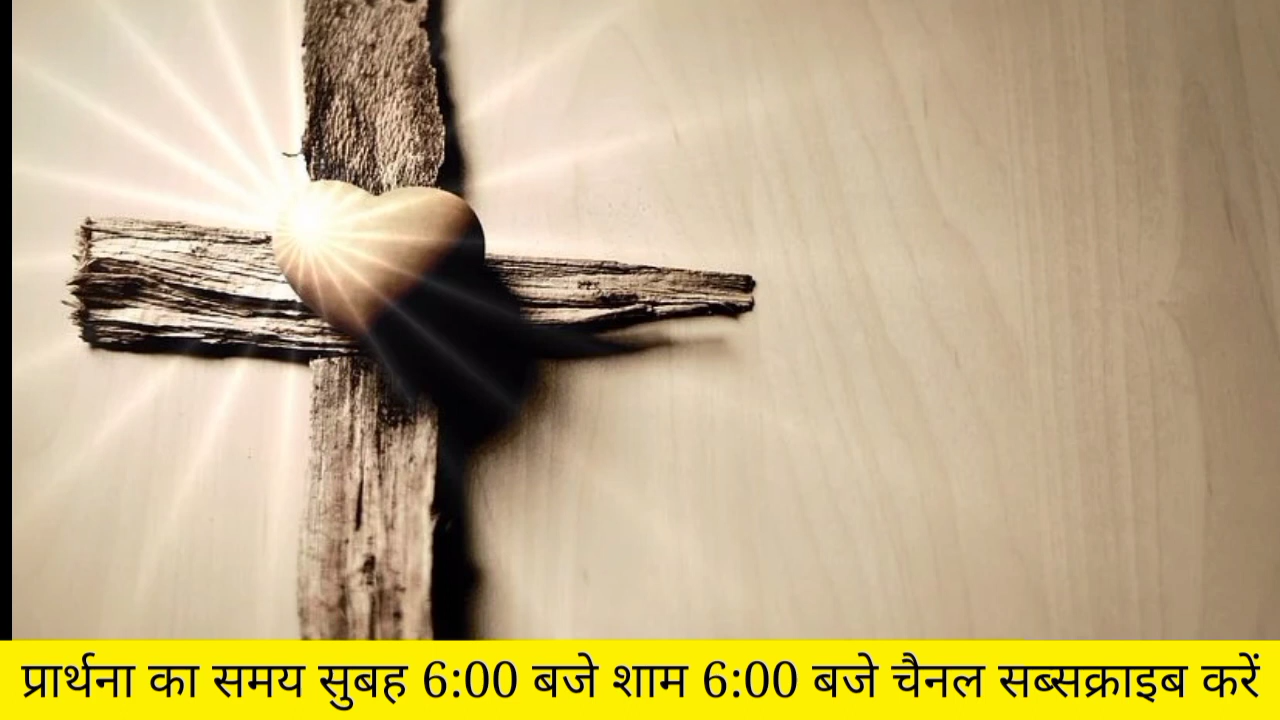 प्रार्थना का समय सुबह 6:00 बजे शाम 6:00 बजे चैनल सब्सक्राइब करें